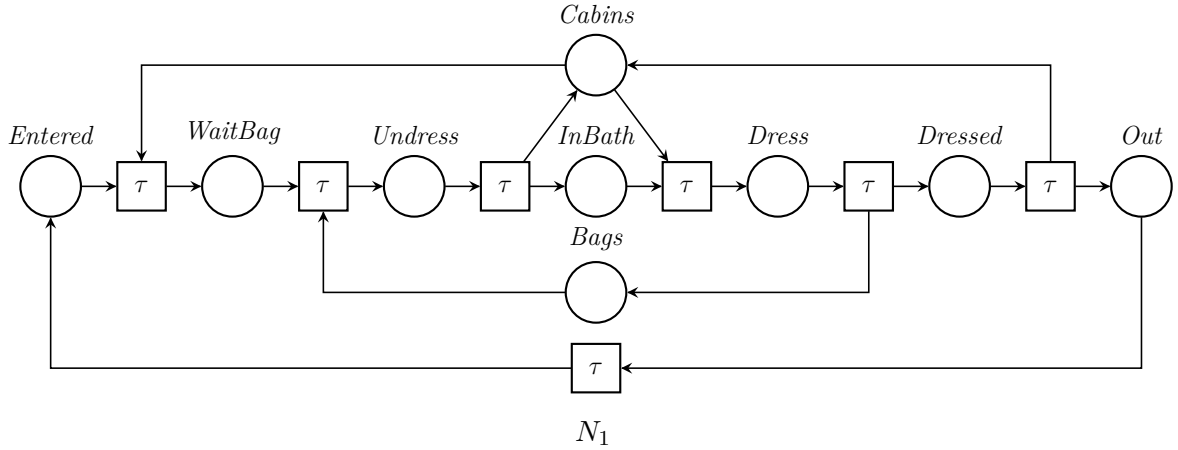 Cabins
Entered WaitBag Undress InBath Dress Dressed Out
τ τ τ τ τ τ
Bags
τ
N₁